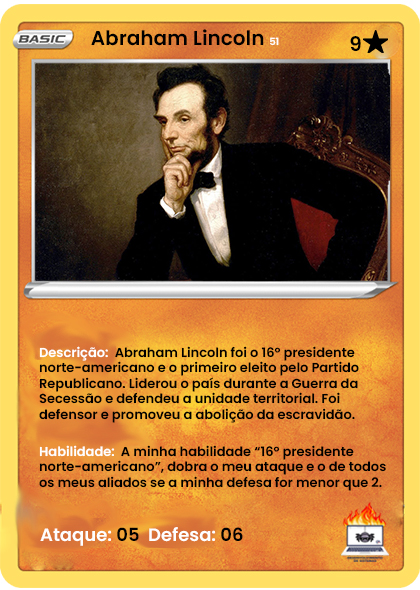 BASIC
Abraham Lincoln 51
9
Descrição: Abraham Lincoln foi o 16º presidente
norte-americano e o primeiro eleito pelo Partido
Republicano. Liderou o país durante a Guerra da
Secessão e defendeu a unidade territorial. Foi
defensor e promoveu a abolição da escravidão.
Habilidade: A minha habilidade “16º presidente
norte-americano”, dobra o meu ataque e o de todos
os meus aliados se a minha defesa for menor que 2.
Ataque: 05 Defesa: 06